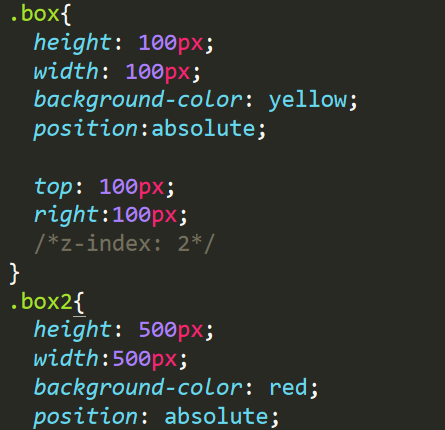 .box{
height: 100px;
width: 100px;
background-color: yellow;
position:absolute;
top: 100px;
right:100px;
/*z-index: 2*/
}
.box2{
height: 500px;
width:500px;
background-color: red;
position: absolute;